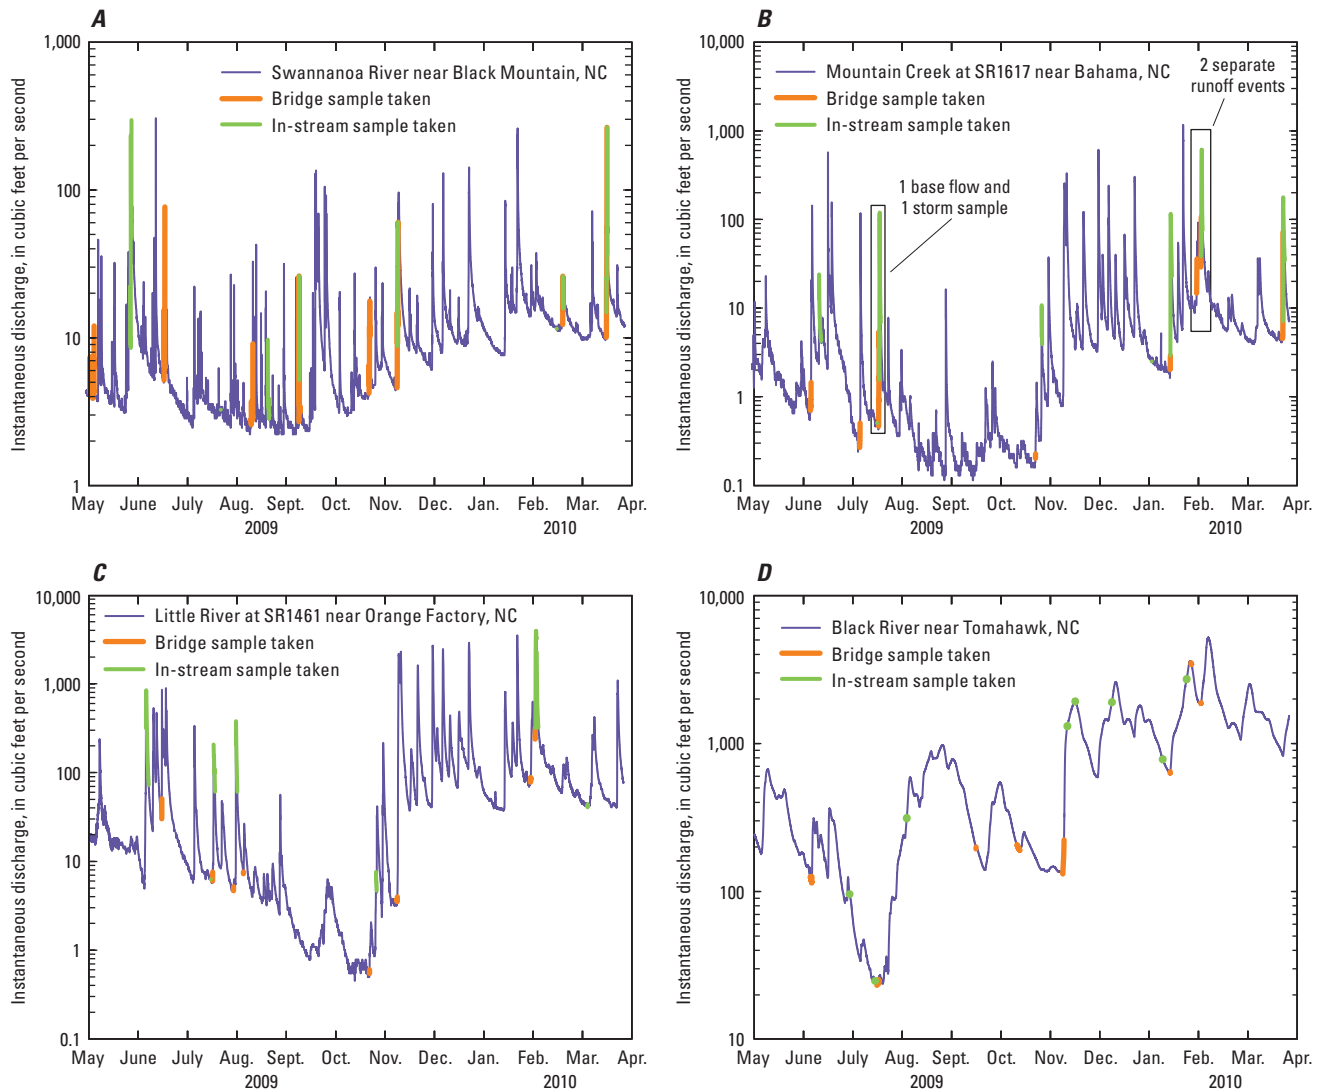 A
Instantaneous discharge, in cubic feet per second
1,000
100
10
1
Swannanoa River near Black Mountain, NC
Bridge sample taken
In-stream sample taken
May June July Aug. Sept. Oct. Nov. Dec. Jan. Feb. Mar. Apr.
2009 2010
B
Instantaneous discharge, in cubic feet per second
10,000
1,000
100
10
1
0.1
Mountain Creek at SR1617 near Bahama, NC
Bridge sample taken
In-stream sample taken
2 separate
runoff events
1 base flow and
1 storm sample
May June July Aug. Sept. Oct. Nov. Dec. Jan. Feb. Mar. Apr.
2009 2010
C
Instantaneous discharge, in cubic feet per second
10,000
1,000
100
10
1
0.1
Little River at SR1461 near Orange Factory, NC
Bridge sample taken
In-stream sample taken
May June July Aug. Sept. Oct. Nov. Dec. Jan. Feb. Mar. Apr.
2009 2010
D
Instantaneous discharge, in cubic feet per second
10,000
1,000
100
10
Black River near Tomahawk, NC
Bridge sample taken
In-stream sample taken
May June July Aug. Sept. Oct. Nov. Dec. Jan. Feb. Mar. Apr.
2009 2010